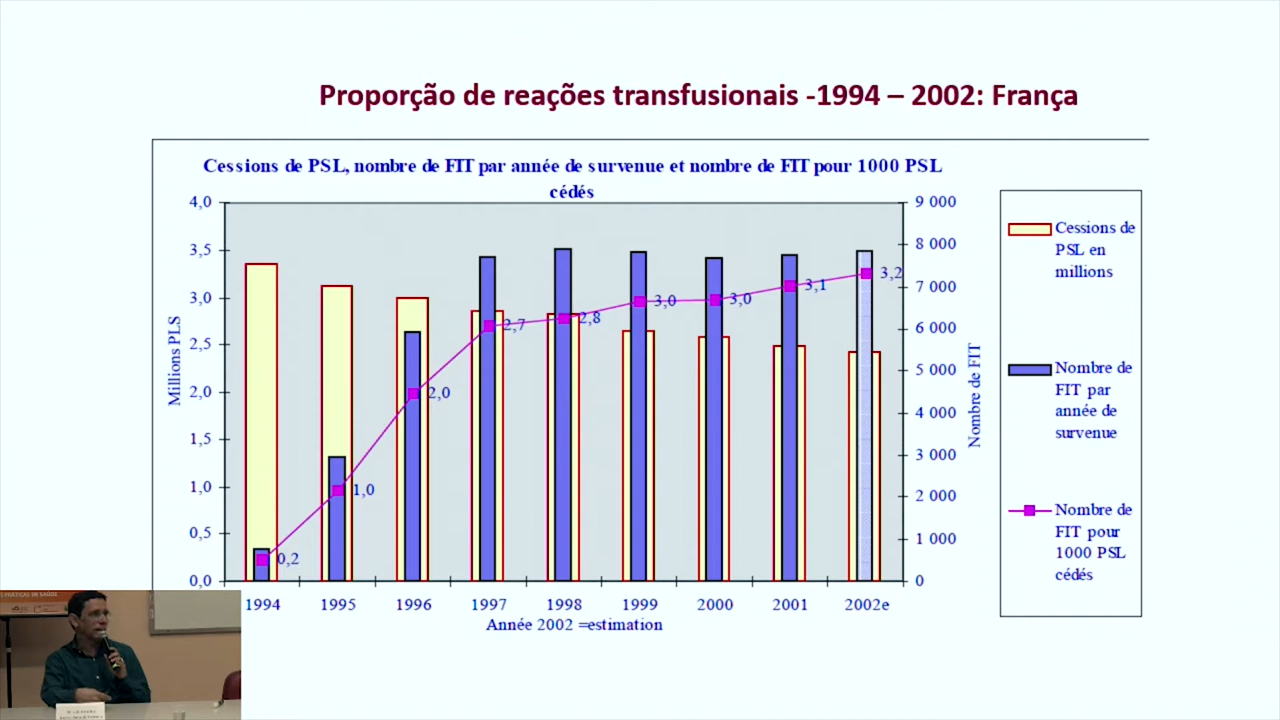 Proporção de reações transfusionais -1994 – 2002: França
Cessions de PSL, nombre de FIT par année de survenue et nombre de FIT pour 1000 PSL
cédés
4,0
3,5
3,0
2,5
2,0
1,5
1,0
0,5
0,0
Millions PLS
9 000
8 000
7 000
6 000
5 000
4 000
3 000
2 000
1 000
0
Nombre de FIT
0,2
1,0
2,0
2,7
2,8
3,0
3,0
3,1
3,2
1994 1995 1996 1997 1998 1999 2000 2001 2002e
Année 2002 =estimation
Cessions de
PSL en
millions
Nombre de
FIT par
année de
survenue
Nombre de
FIT pour
1000 PSL
cédés
PRÁTICAS DE SAÚDE